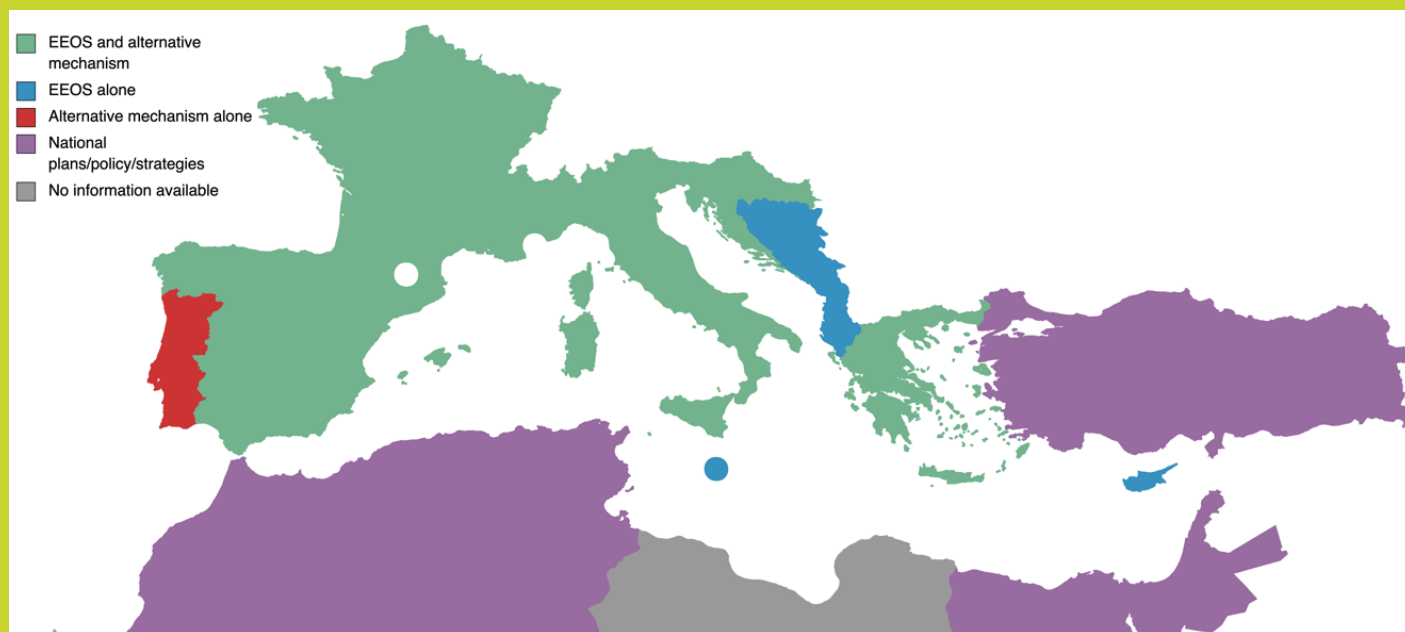 EEOS and alternative
mechanism
EEOS alone
Alternative mechanism alone
National
plans/policy/strategies
No information available